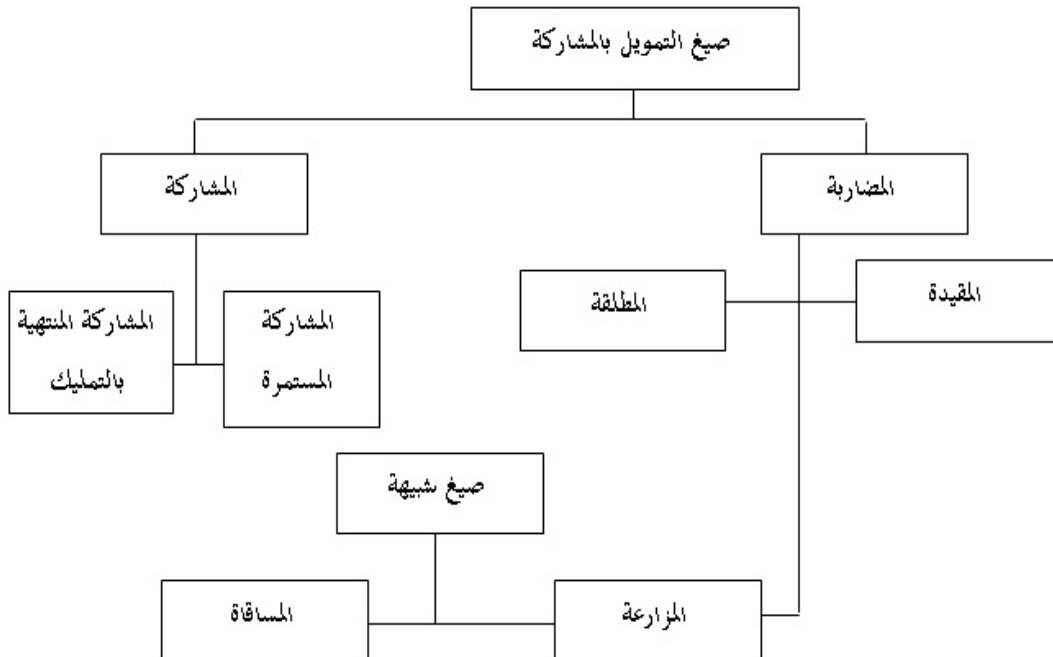 صيغ التمويل بالمشاركة
المضاربة
المشاركة
المقيدة
المطلقة
المشاركة
المستمرة
المشاركة المنتهية
بالتمليك
صيغ شبيهة
المزارعة
المساقاة